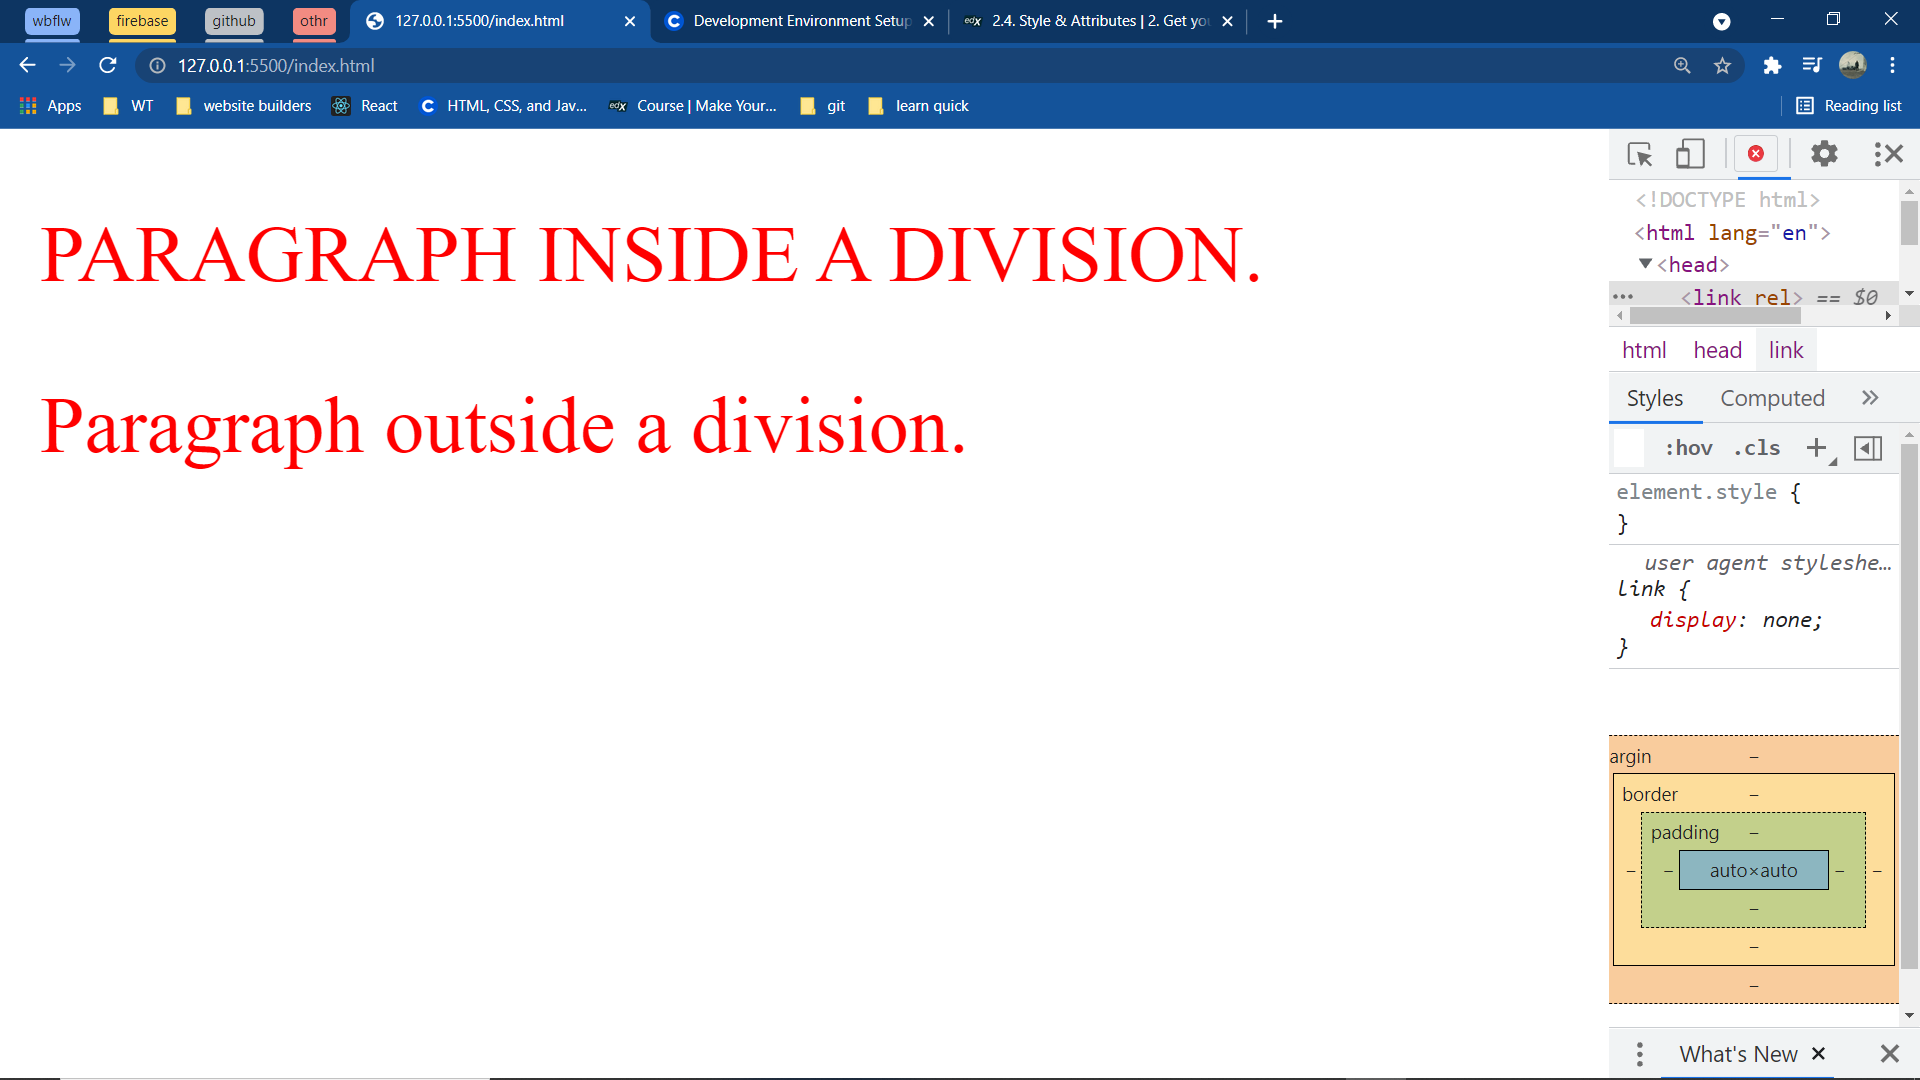 wbflw firebase github othr 127.0.0.1:5500/index.html Development Environment Setup 2.4. Style & Attributes | 2. Get you
127.0.0.1:5500/index.html
Apps WT website builders React HTML, CSS, and Jav... Course | Make Your... git learn quick Reading list
PARAGRAPH INSIDE A DIVISION.
Paragraph outside a division.
<!DOCTYPE html>
<html lang="en">
<head>
<link rel> == $0
html head link
Styles Computed
:hov .cls
element.style {
}
user agent styleshe...
link {
display: none;
}
argin –
border –
padding –
– – auto×auto – –
–
–
–
What's New